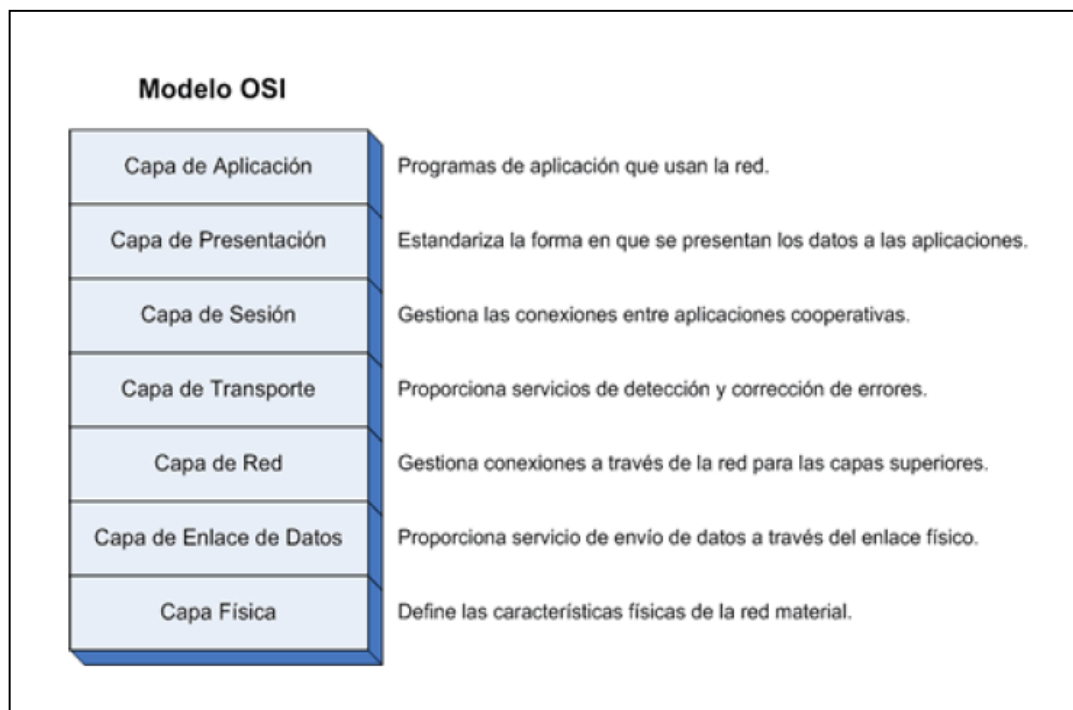 Modelo OSI
Capa de Aplicación
Programas de aplicación que usan la red.
Capa de Presentación
Estandariza la forma en que se presentan los datos a las aplicaciones.
Capa de Sesión
Gestiona las conexiones entre aplicaciones cooperativas.
Capa de Transporte
Proporciona servicios de detección y corrección de errores.
Capa de Red
Gestiona conexiones a través de la red para las capas superiores.
Capa de Enlace de Datos
Proporciona servicio de envío de datos a través del enlace físico.
Capa Física
Define las características físicas de la red material.